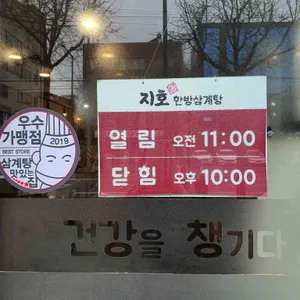 우수
가맹점
2019
BEST STORE
삼계탕
맛있는
집
지호 한방삼계탕
열림 오전 11:00
닫힘 오후 10:00
건강을 챙기다